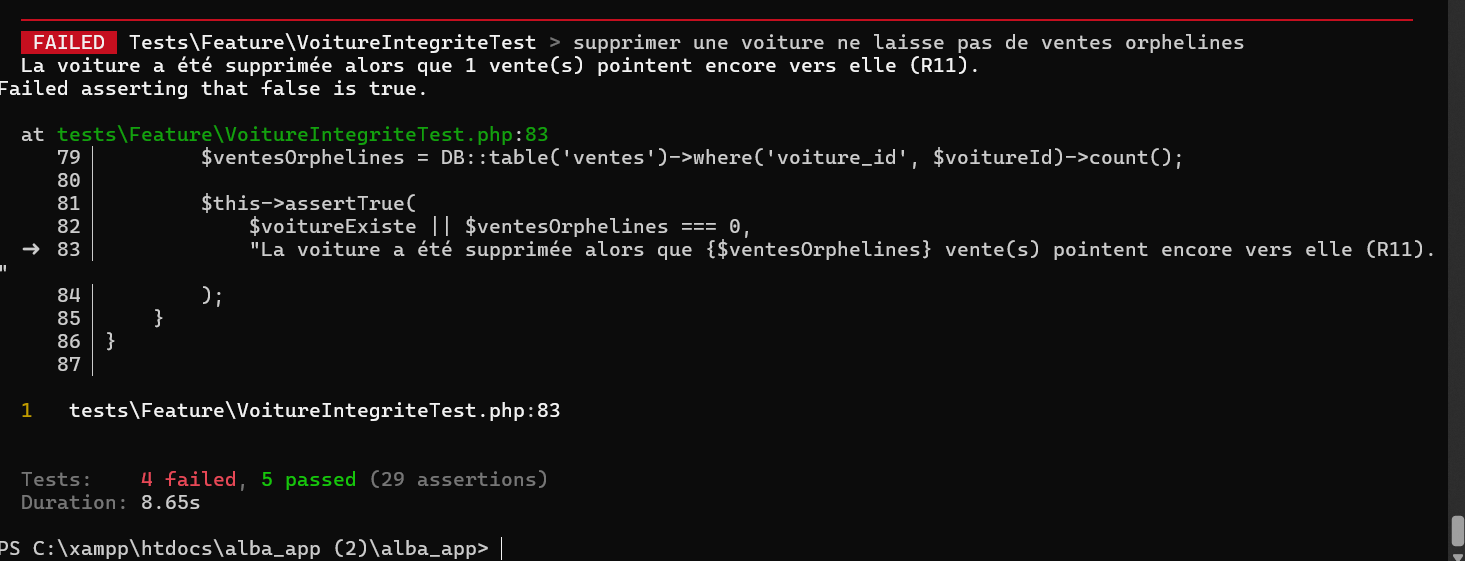 FAILED Tests\Feature\VoitureIntegriteTest > supprimer une voiture ne laisse pas de ventes orphelines
La voiture a été supprimée alors que 1 vente(s) pointent encore vers elle (R11).
Failed asserting that false is true.
at tests\Feature\VoitureIntegriteTest.php:83
79 $ventesOrphelines = DB::table('ventes')->where('voiture_id', $voitureId)->count();
80
81 $this->assertTrue(
82 $voitureExiste || $ventesOrphelines === 0,
➜ 83 "La voiture a été supprimée alors que {$ventesOrphelines} vente(s) pointent encore vers elle (R11).
"
84 );
85 }
86 }
87
1 tests\Feature\VoitureIntegriteTest.php:83
Tests: 4 failed, 5 passed (29 assertions)
Duration: 8.65s
PS C:\xampp\htdocs\alba_app (2)\alba_app>